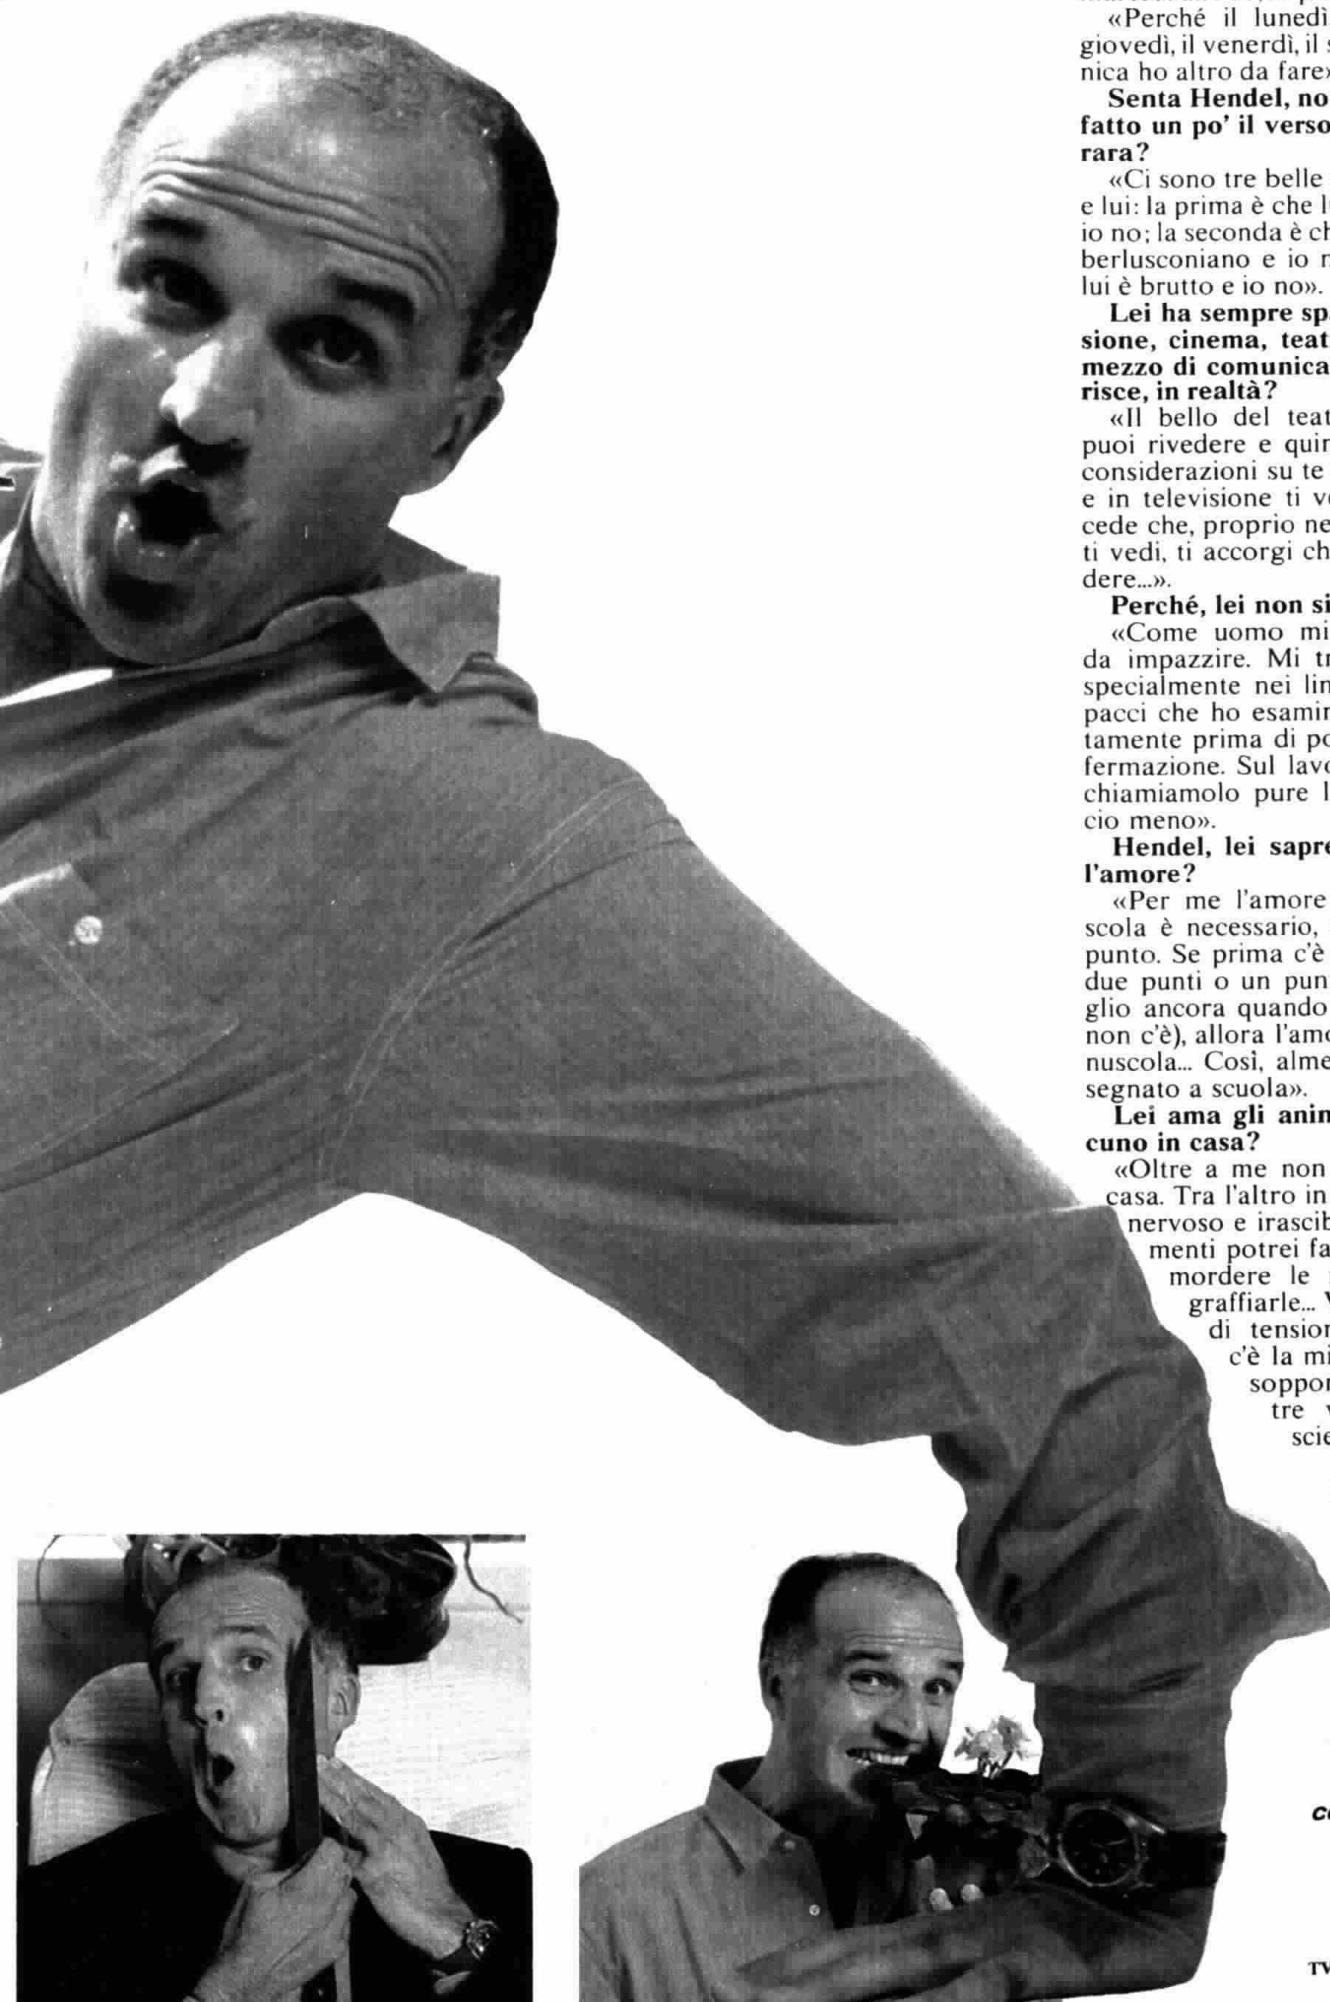 «Perché il lunedì
giovedì, il venerdì, il
nica ho altro da fare»
Senta Hendel, no
fatto un po' il verso
rara?
«Ci sono tre belle
e lui: la prima è che l
io no; la seconda è ch
berlusconiano e io n
lui è brutto e io no».
Lei ha sempre sp
sione, cinema, teat
mezzo di comunica
risce, in realtà?
«Il bello del teat
puoi rivedere e quin
considerazioni su te
e in televisione ti v
cede che, proprio ne
ti vedi, ti accorgi ch
dere...».
Perché, lei non si
«Come uomo mi
da impazzire. Mi tr
specialmente nei lin
pacci che ho esamin
tamente prima di po
fermazione. Sul lavo
chiamiamolo pure l
cio meno».
Hendel, lei sapre
l'amore?
«Per me l'amore
scola è necessario,
punto. Se prima c'è
due punti o un pun
glio ancora quando
non c'è), allora l'amo
nuscola... Così, alme
segnato a scuola».
Lei ama gli anim
cuno in casa?
«Oltre a me non
casa. Tra l'altro in
nervoso e irascib
menti potrei fa
mordere le
graffiarle...
di tension
c'è la mi
soppor
tre
scie
TV